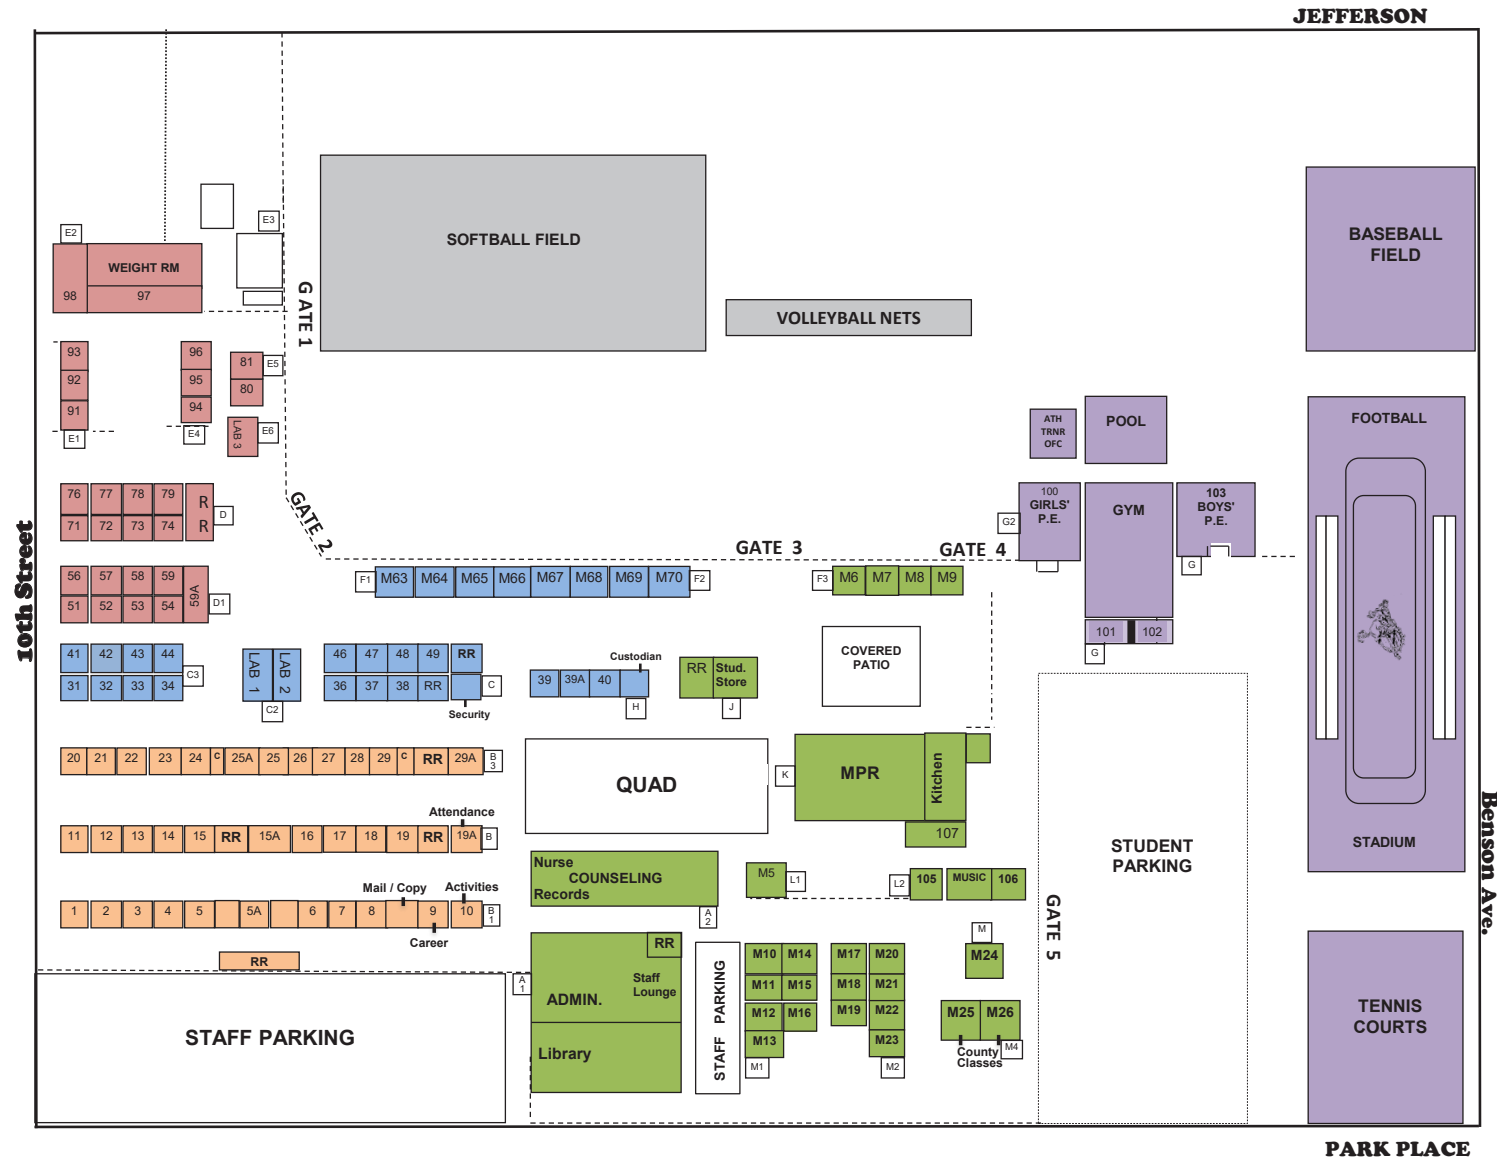 JEFFERSON
E2
E3
WEIGHT RM
98
97
GATE 1
SOFTBALL FIELD
VOLLEYBALL NETS
BASEBALL
FIELD
93
92
91
E1
96
95
94
E4
81
E5
80
LAB 3
E6
ATH
TRNR
OFC
POOL
FOOTBALL
76
77
78
79
R
R
D
71
72
73
74
GATE 2
GATE 3
GATE 4
100
GIRLS'
P.E.
G2
GYM
103
BOYS'
P.E.
G
10th Street
56
57
58
59
59A
D1
51
52
53
54
F1
M63
M64
M65
M66
M67
M68
M69
M70
F2
F3
M6
M7
M8
M9
101
102
G
41
42
43
44
C3
31
32
33
34
LAB 1
LAB 2
C2
46
47
48
49
RR
36
37
38
RR
C
Security
Custodian
39
39A
40
H
RR
Stud.
Store
J
COVERED
PATIO
20
21
22
23
24
C
25A
25
26
27
28
29
C
RR
29A
B
3
QUAD
K
MPR
Kitchen
107
Attendance
11
12
13
14
15
RR
15A
16
17
18
19
RR
19A
B
STUDENT
PARKING
STADIUM
Benson Ave.
Nurse
COUNSELING
Records
A
2
M5
L1
L2
105
MUSIC
106
Mail / Copy
Activities
1
2
3
4
5
5A
6
7
8
9
10
B
1
Career
RR
GATE 5
STAFF PARKING
A
1
RR
Staff
Lounge
ADMIN.
Library
STAFF PARKING
M10
M14
M11
M15
M12
M16
M13
M1
M17
M20
M18
M21
M19
M22
M23
M2
M
M24
M25
M26
County
Classes
M4
TENNIS
COURTS
PARK PLACE